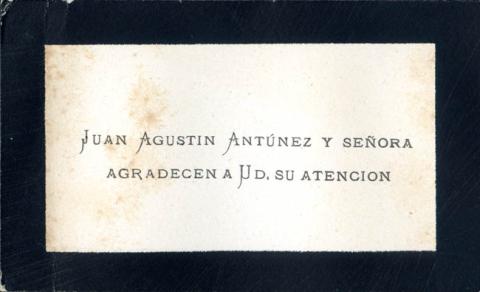 Juan Agustin Antúnez y señora
agradecen a Ud. su atencion